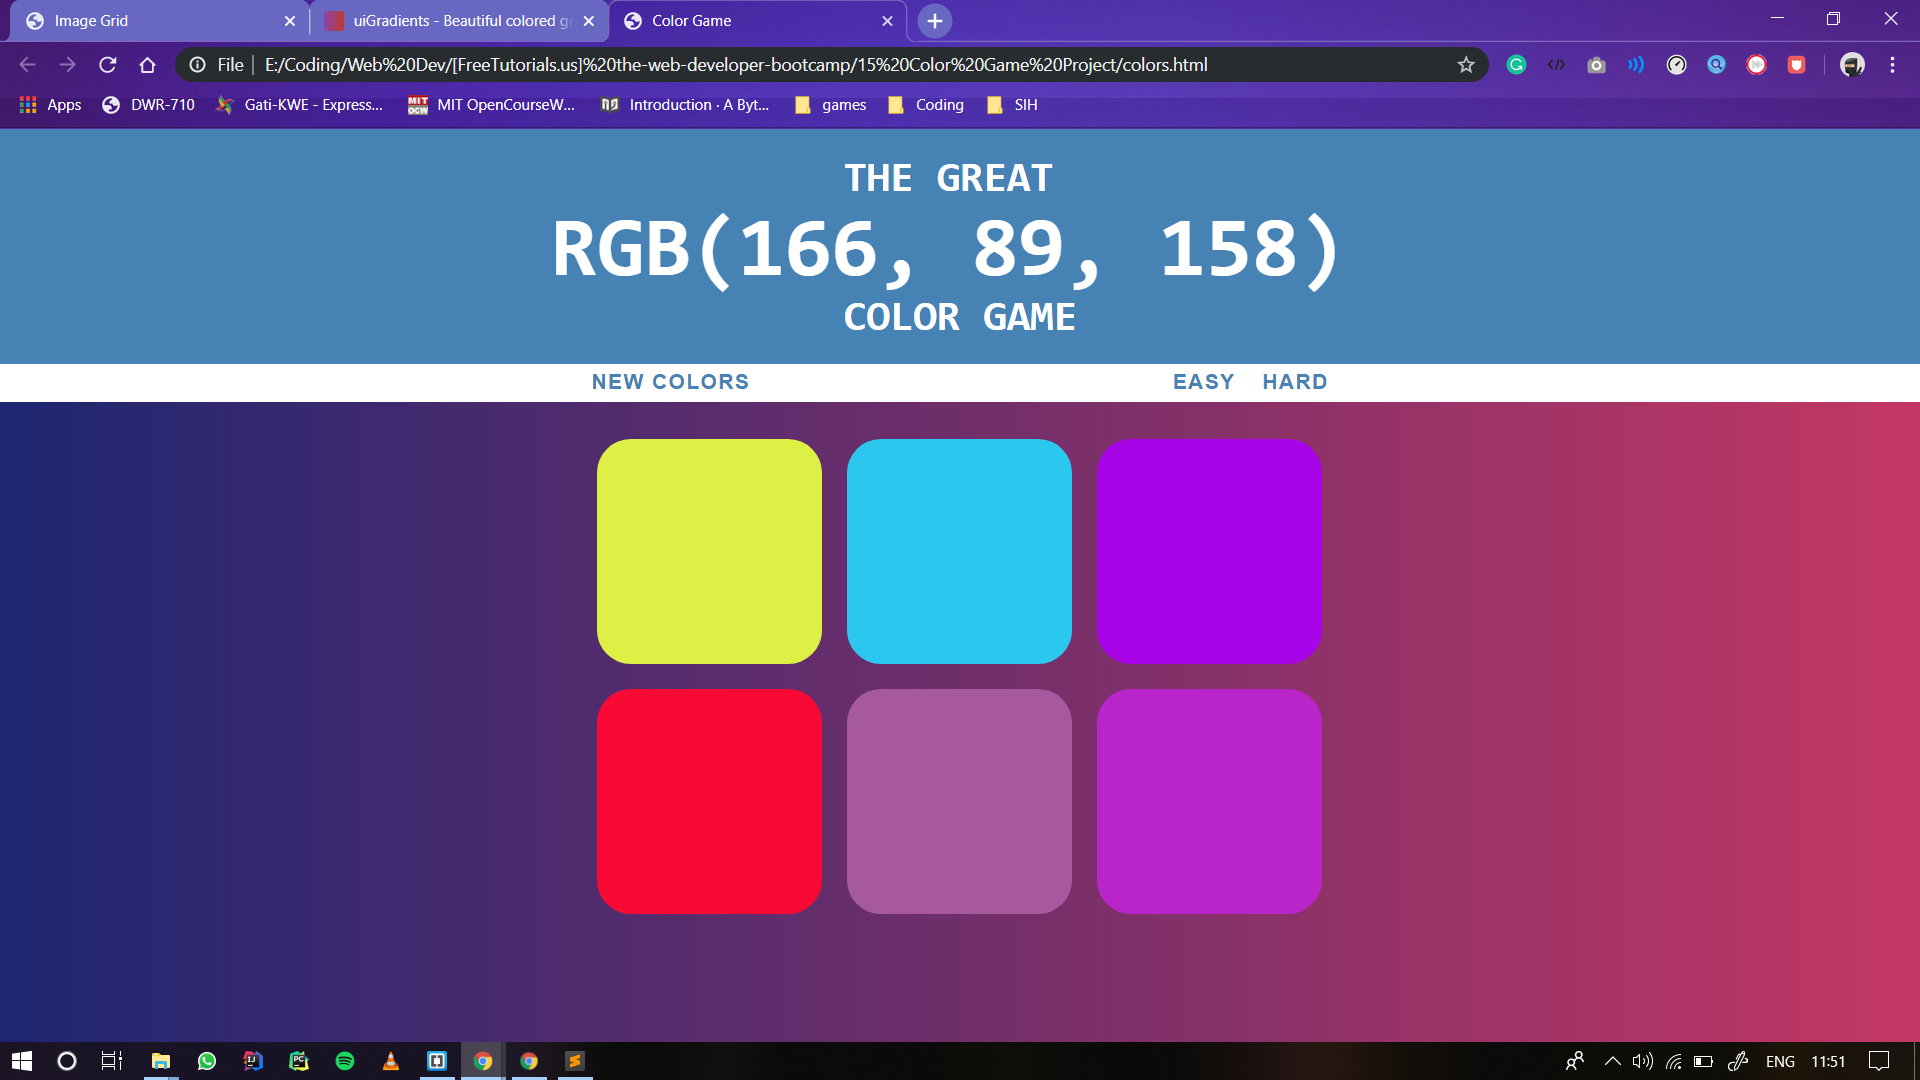 Image Grid
uiGradients - Beautiful colored g
Color Game
File
E:/Coding/Web%20Dev/[FreeTutorials.us]%20the-web-developer-bootcamp/15%20Color%20Game%20Project/colors.html
Apps
DWR-710
Gati-KWE - Express...
MIT OpenCourseW...
Introduction · A Byt...
games
Coding
SIH
THE GREAT
RGB(166, 89, 158)
COLOR GAME
NEW COLORS
EASY
HARD
ENG
11:51